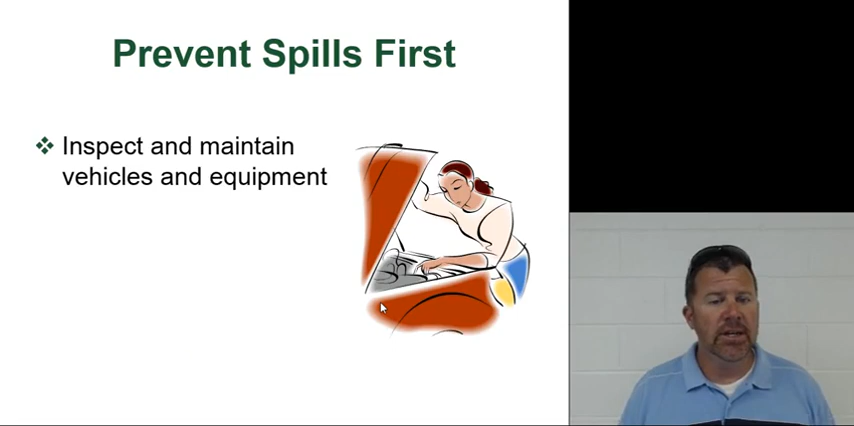 Prevent Spills First
Inspect and maintain
vehicles and equipment